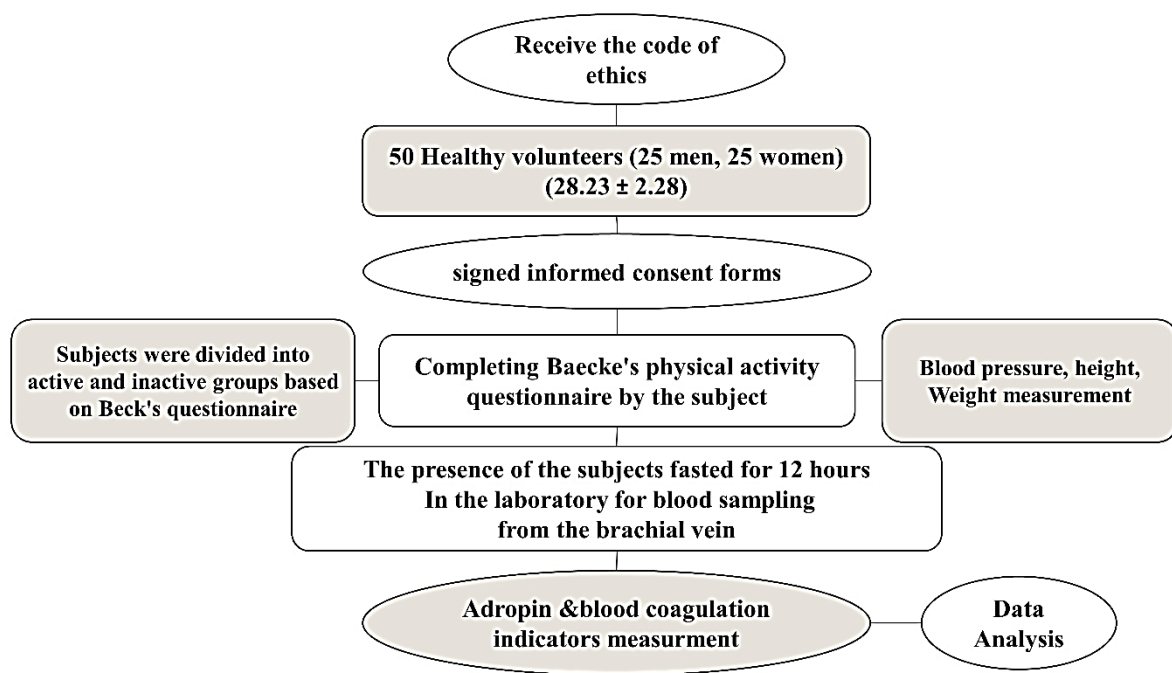 Receive the code of
ethics
50 Healthy volunteers (25 men, 25 women)
(28.23 ± 2.28)
signed informed consent forms
Subjects were divided into
active and inactive groups based
on Beck's questionnaire
Completing Baecke's physical activity
questionnaire by the subject
Blood pressure, height,
Weight measurement
The presence of the subjects fasted for 12 hours
In the laboratory for blood sampling
from the brachial vein
Adropin &blood coagulation
indicators measurment
Data
Analysis